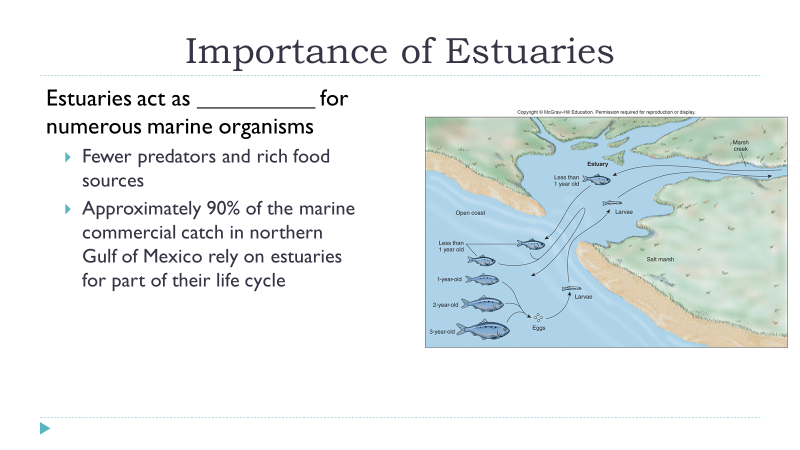 Importance of Estuaries
Estuaries act as __________ for
numerous marine organisms
Fewer predators and rich food
sources
Approximately 90% of the marine
commercial catch in northern
Gulf of Mexico rely on estuaries
for part of their life cycle
Copyright © McGraw-Hill Education. Permission required for reproduction or display.
Marsh
creek
Estuary
Less than
1 year old
Larvae
Open coast
Less than
1 year old
Salt marsh
1-year-old
Larvae
2-year-old
Eggs
3-year-old